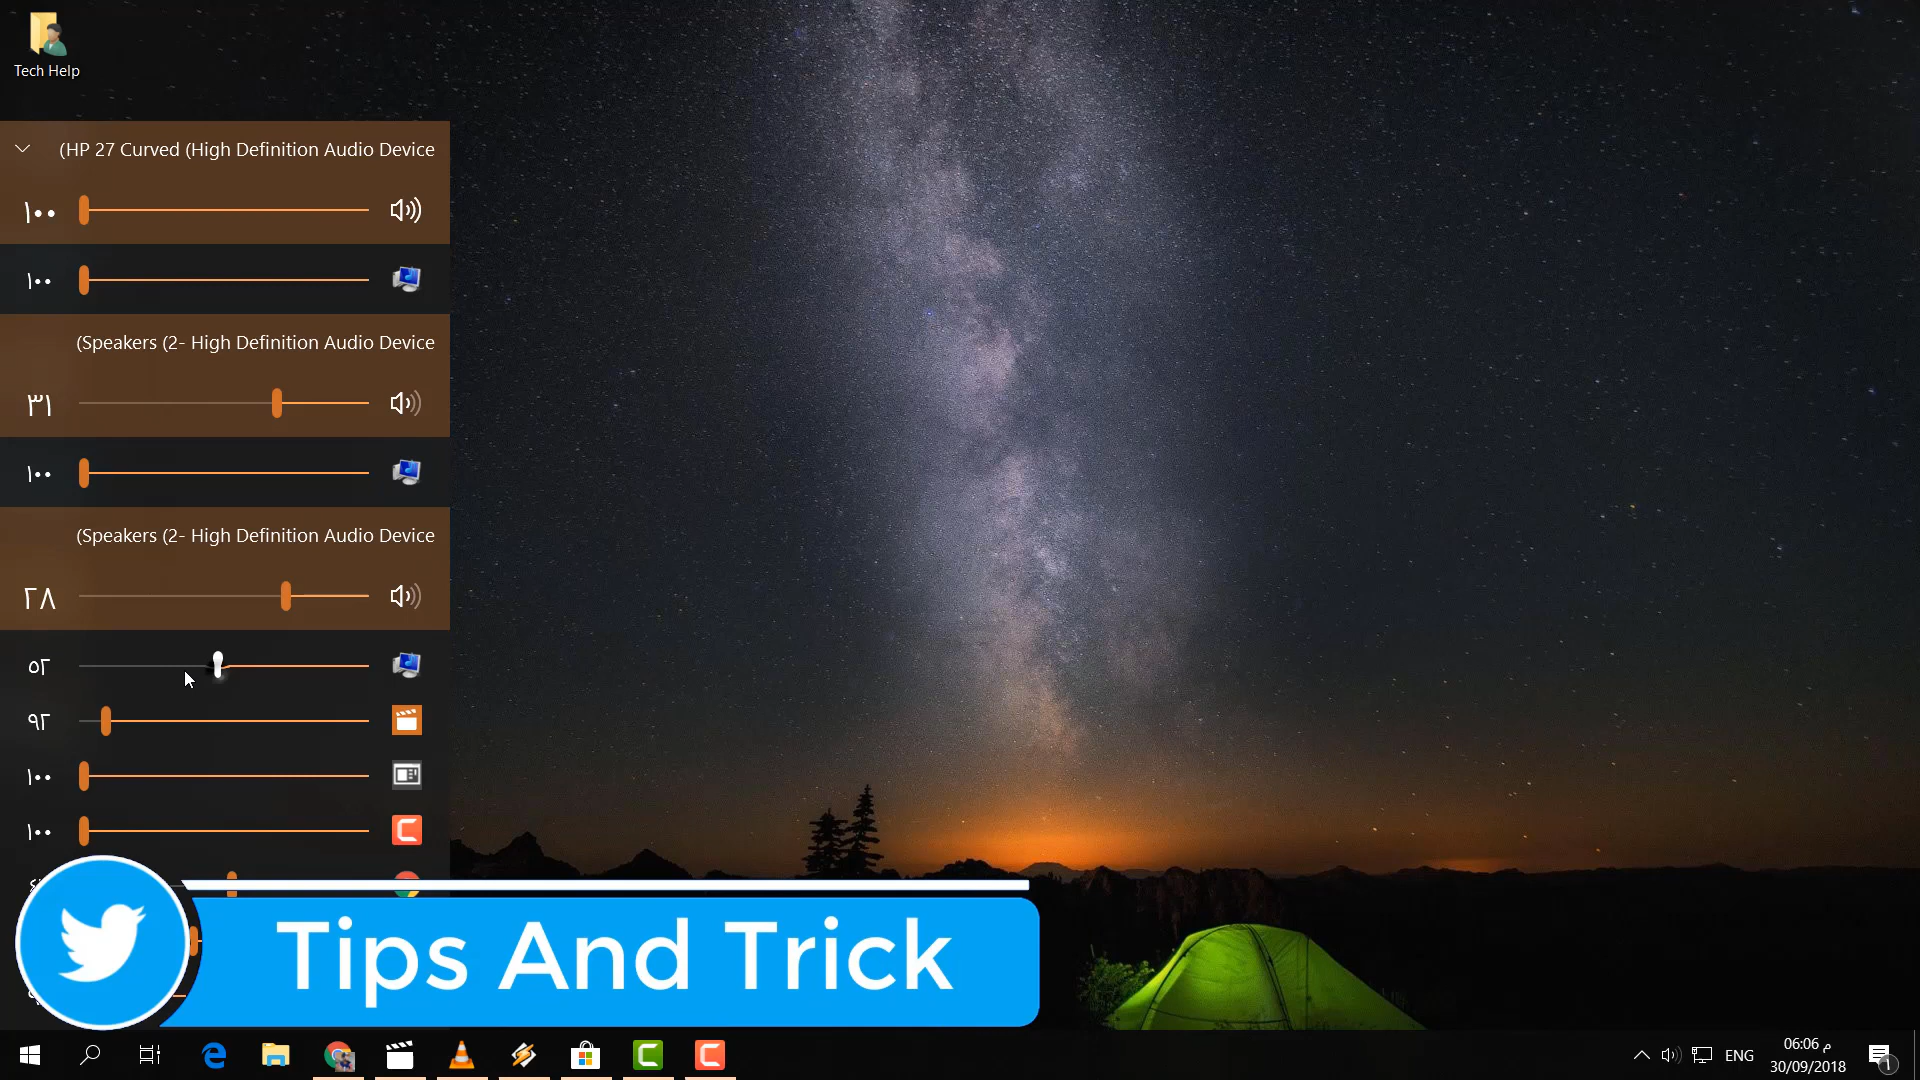 Tech Help
(HP 27 Curved (High Definition Audio Device
١٠٠
١٠٠
(Speakers (2- High Definition Audio Device
٣١
١٠٠
(Speakers (2- High Definition Audio Device
٢٨
٥٢
٩٢
١٠٠
١٠٠
Tips And Trick
ENG
06:06 م
30/09/2018
١